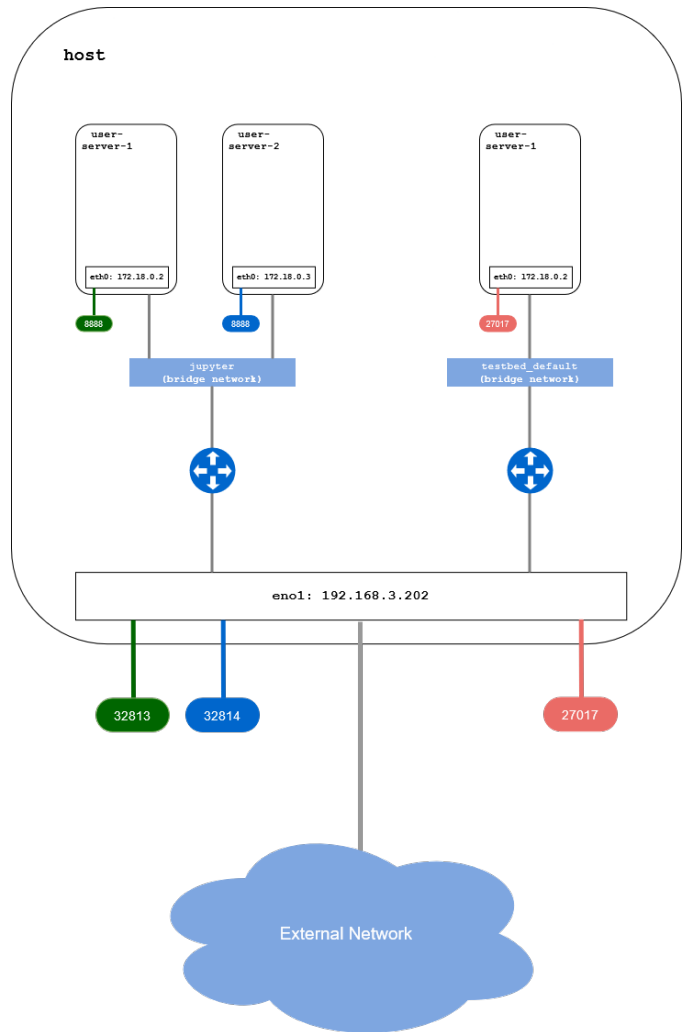 host
user-
server-1
user-
server-2
user-
server-1
eth0: 172.18.0.2
eth0: 172.18.0.3
eth0: 172.18.0.2
8888
8888
27017
jupyter
(bridge network)
testbed_default
(bridge network)
eno1: 192.168.3.202
32813
32814
27017
External Network